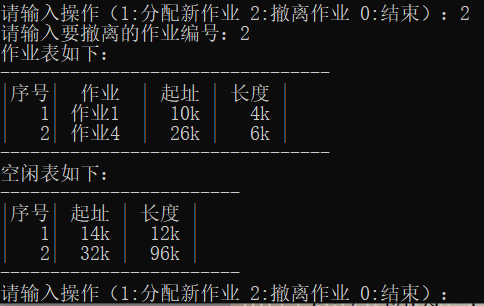 请输入操作（1:分配新作业 2:撤离作业 0:结束）：2
请输入要撤离的作业编号：2
作业表如下：
---------------------------------
|序号|  作业  | 起址 | 长度 |
|   1| 作业1  |  10k |   4k |
|   2| 作业4  |  26k |   6k |
---------------------------------
空闲表如下：
------------------------
|序号| 起址 | 长度 |
|   1|  14k |  12k |
|   2|  32k |  96k |
------------------------
请输入操作（1:分配新作业 2:撤离作业 0:结束）：